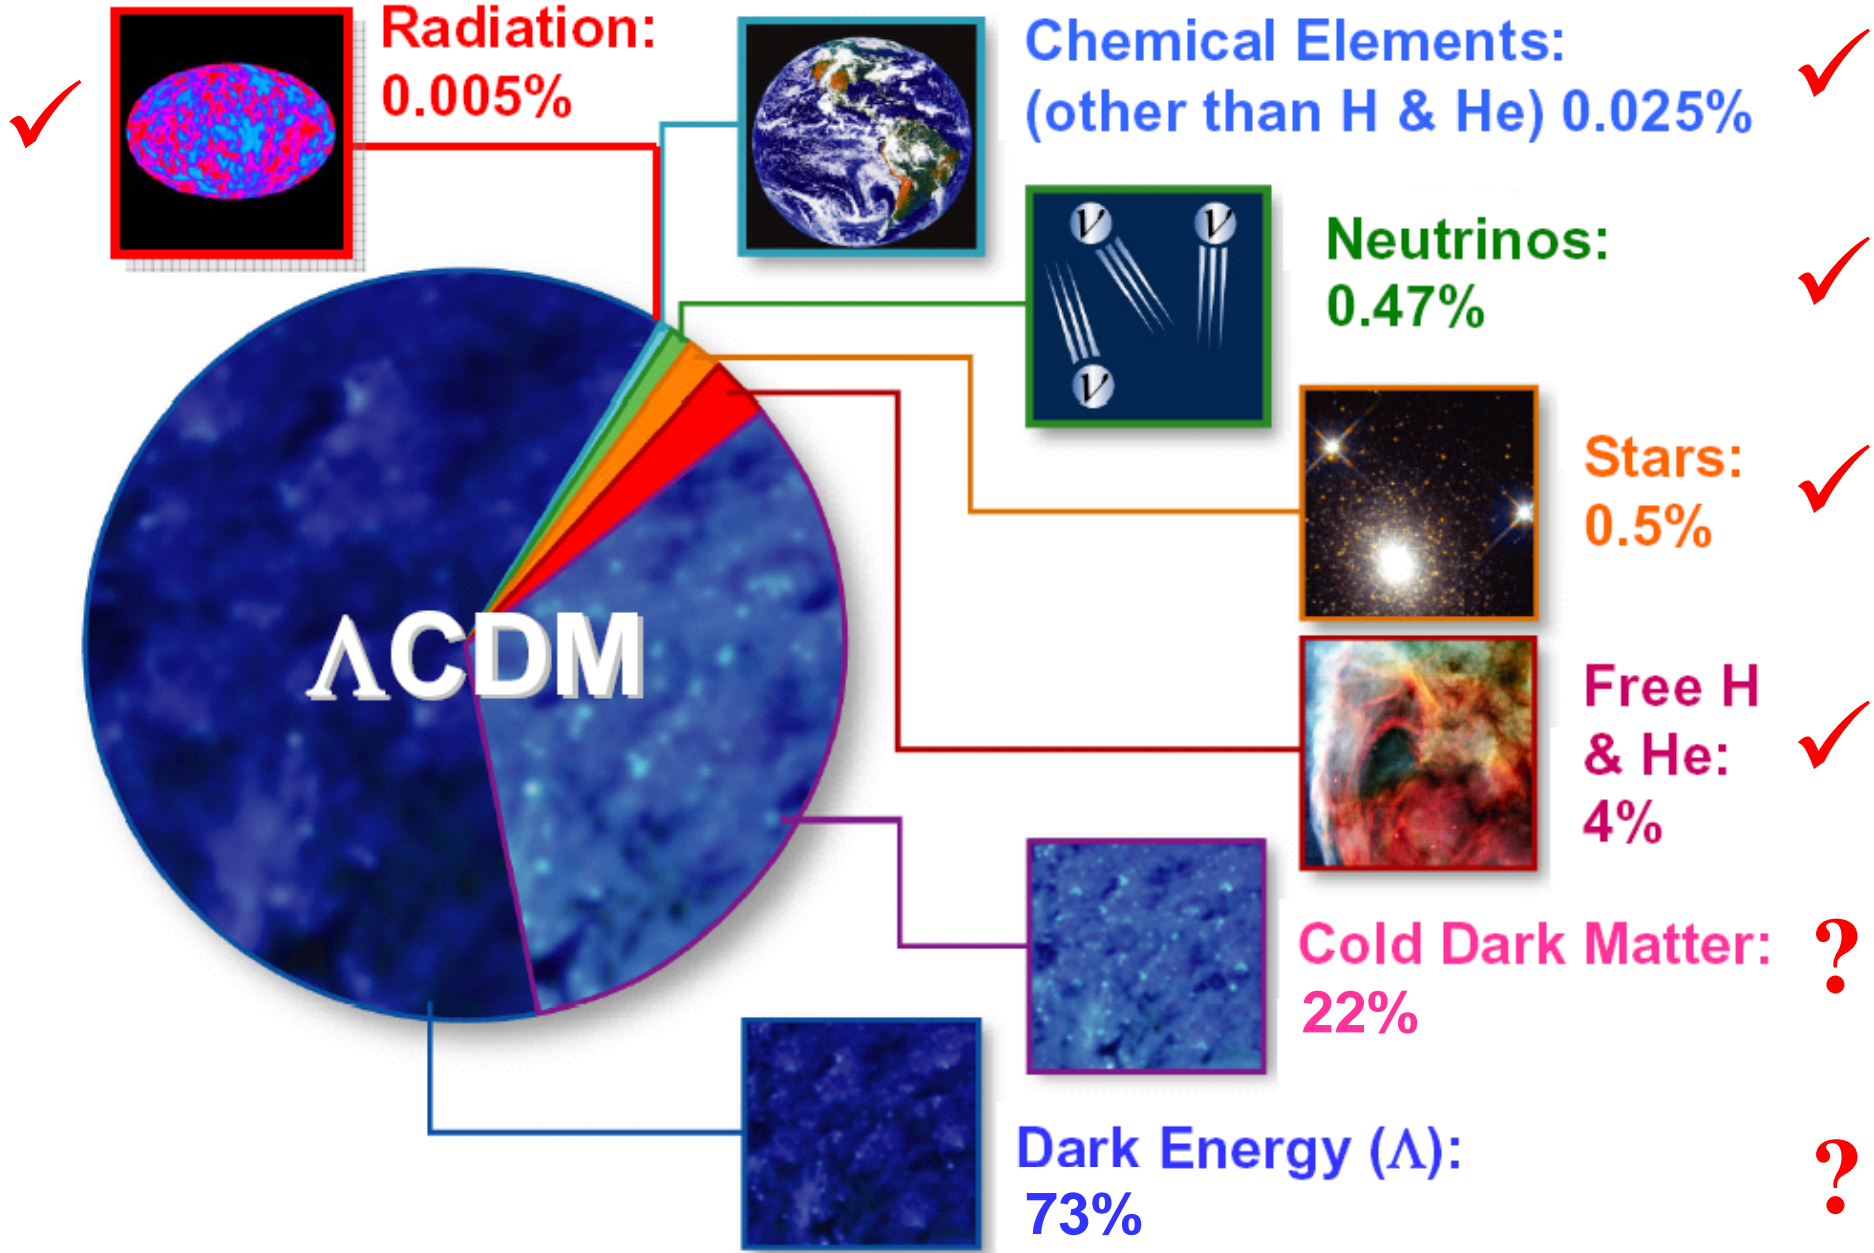 Radiation:
0.005%
Chemical Elements:
(other than H & He) 0.025%
ν ν
ν
Neutrinos:
0.47%
Stars:
0.5%
ΛCDM
Free H
& He:
4%
Cold Dark Matter:
22%
?
Dark Energy (Λ):
73%
?